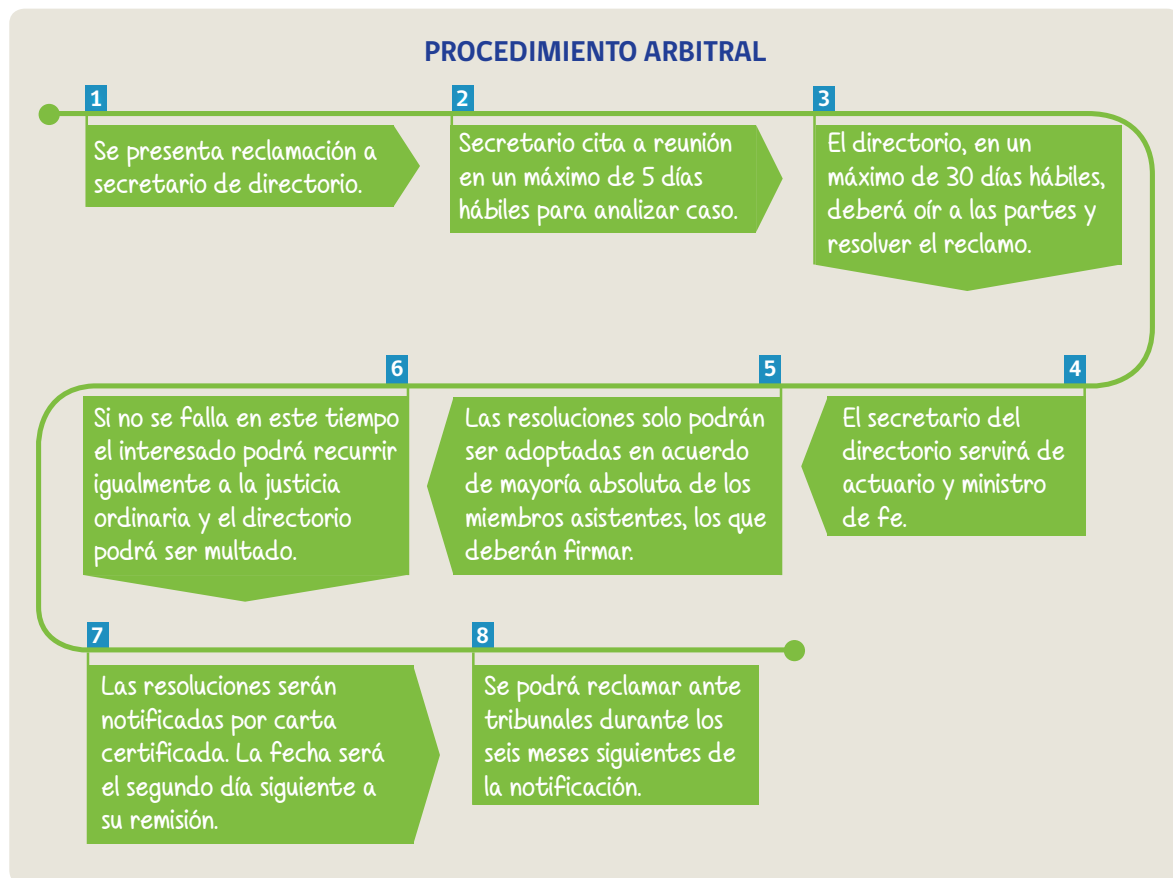 PROCEDIMIENTO ARBITRAL
1
Se presenta reclamación a
secretario de directorio.
2
Secretario cita a reunión
en un máximo de 5 días
hábiles para analizar caso.
3
El directorio, en un
máximo de 30 días hábiles,
deberá oír a las partes y
resolver el reclamo.
4
El secretario del
directorio servirá de
actuario y ministro
de fe.
5
Las resoluciones solo podrán
ser adoptadas en acuerdo
de mayoría absoluta de los
miembros asistentes, los que
deberán firmar.
6
Si no se falla en este tiempo
el interesado podrá recurrir
igualmente a la justicia
ordinaria y el directorio
podrá ser multado.
7
Las resoluciones serán
notificadas por carta
certificada. La fecha será
el segundo día siguiente a
su remisión.
8
Se podrá reclamar ante
tribunales durante los
seis meses siguientes de
la notificación.